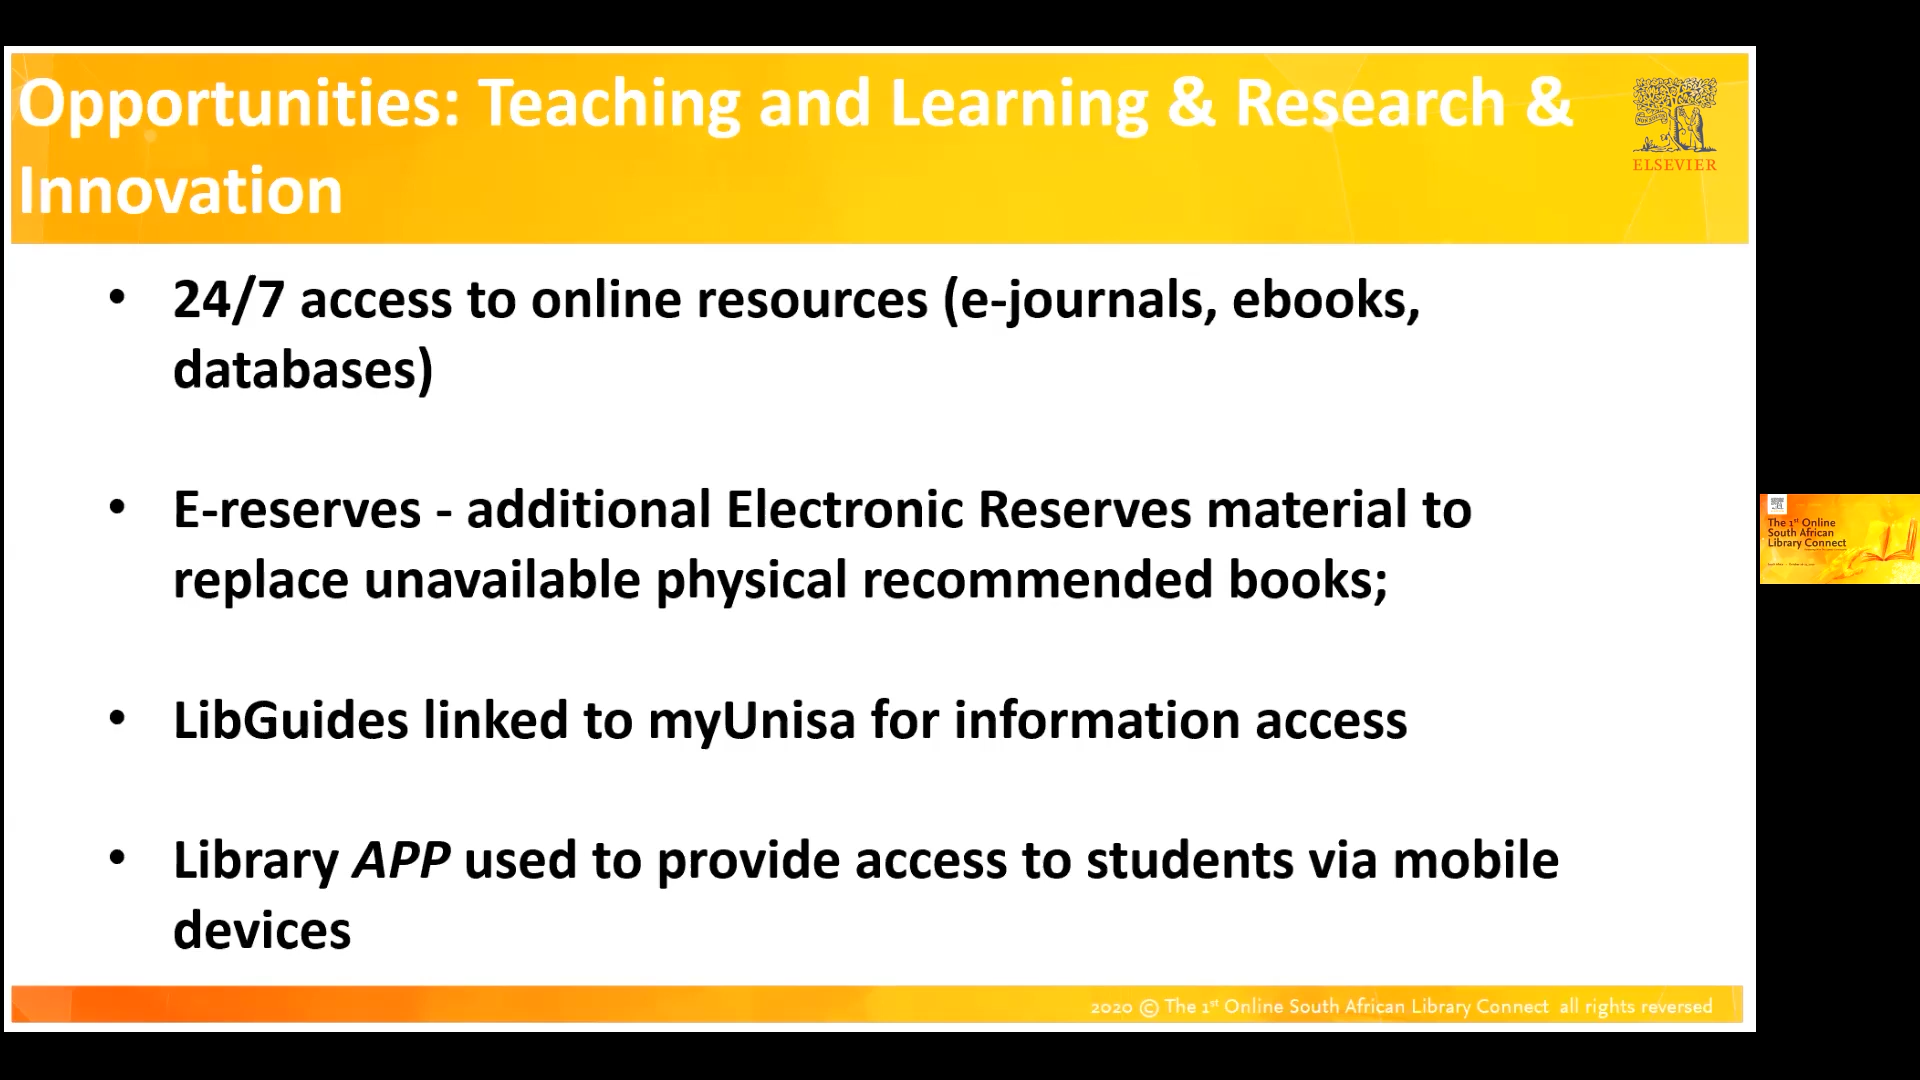 Opportunities: Teaching and Learning & Research &
Innovation
ELSEVIER
• 24/7 access to online resources (e-journals, ebooks,
databases)
• E-reserves - additional Electronic Reserves material to
replace unavailable physical recommended books;
• LibGuides linked to myUnisa for information access
• Library APP used to provide access to students via mobile
devices
2020 © The 1st Online South African Library Connect all rights reversed
The 1st Online
South African
Library Connect